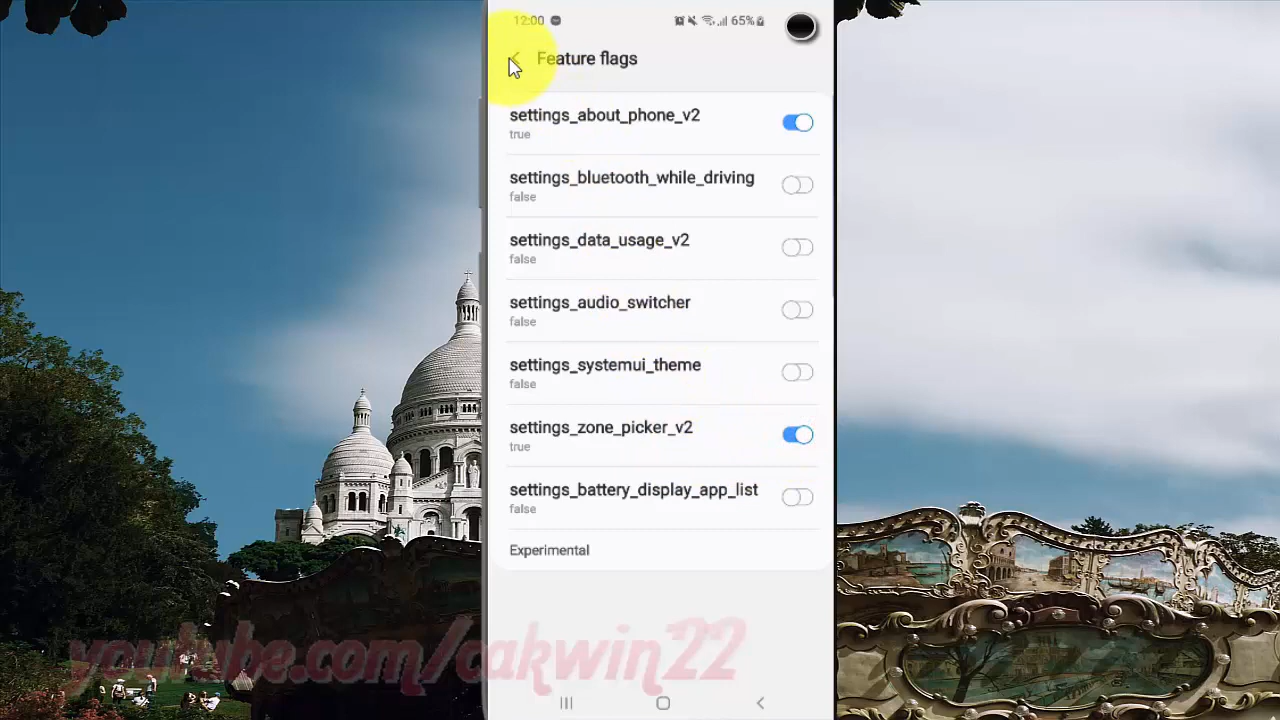 12:00 65%
Feature flags
settings_about_phone_v2
true
settings_bluetooth_while_driving
false
settings_data_usage_v2
false
settings_audio_switcher
false
settings_systemui_theme
false
settings_zone_picker_v2
true
settings_battery_display_app_list
false
Experimental
youtube.com/cakwin22